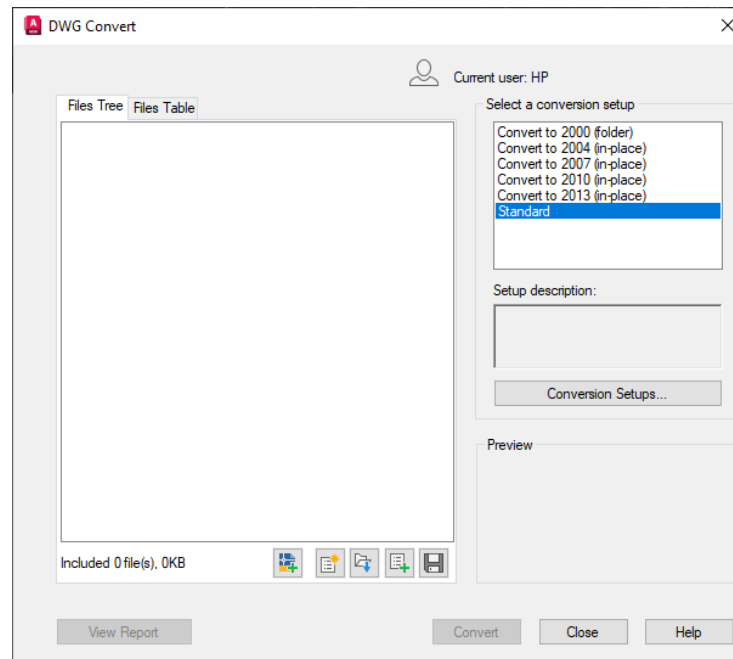 DWG Convert
Current user: HP
Files Tree
Files Table
Select a conversion setup
Convert to 2000 (folder)
Convert to 2004 (in-place)
Convert to 2007 (in-place)
Convert to 2010 (in-place)
Convert to 2013 (in-place)
Standard
Setup description:
Conversion Setups...
Preview
Included 0 file(s), 0KB
View Report
Convert
Close
Help